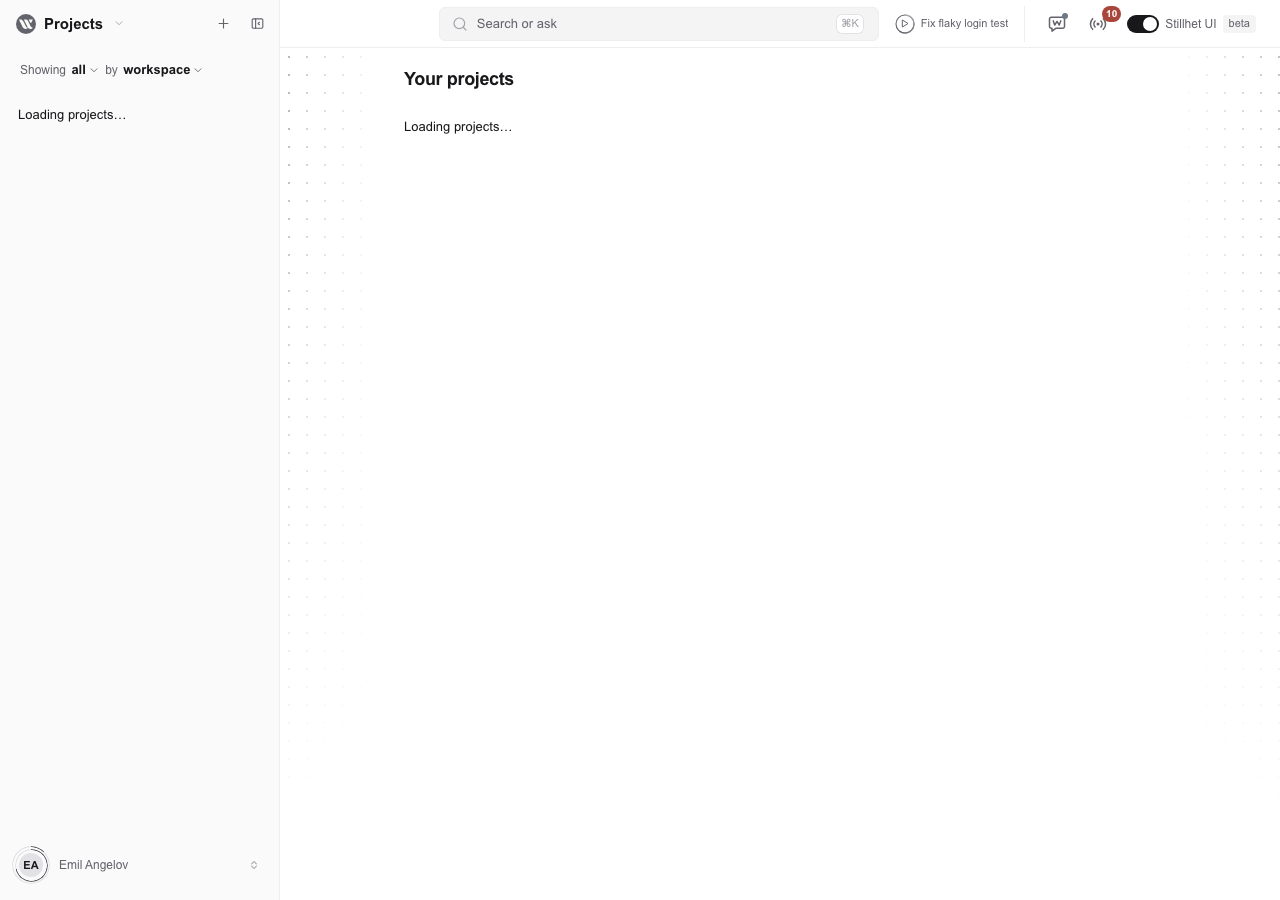 Projects
Search or ask
⌘K
Fix flaky login test
10
Stillhet UI
beta
Showing all by workspace
Loading projects…
Your projects
Loading projects…
EA
Emil Angelov